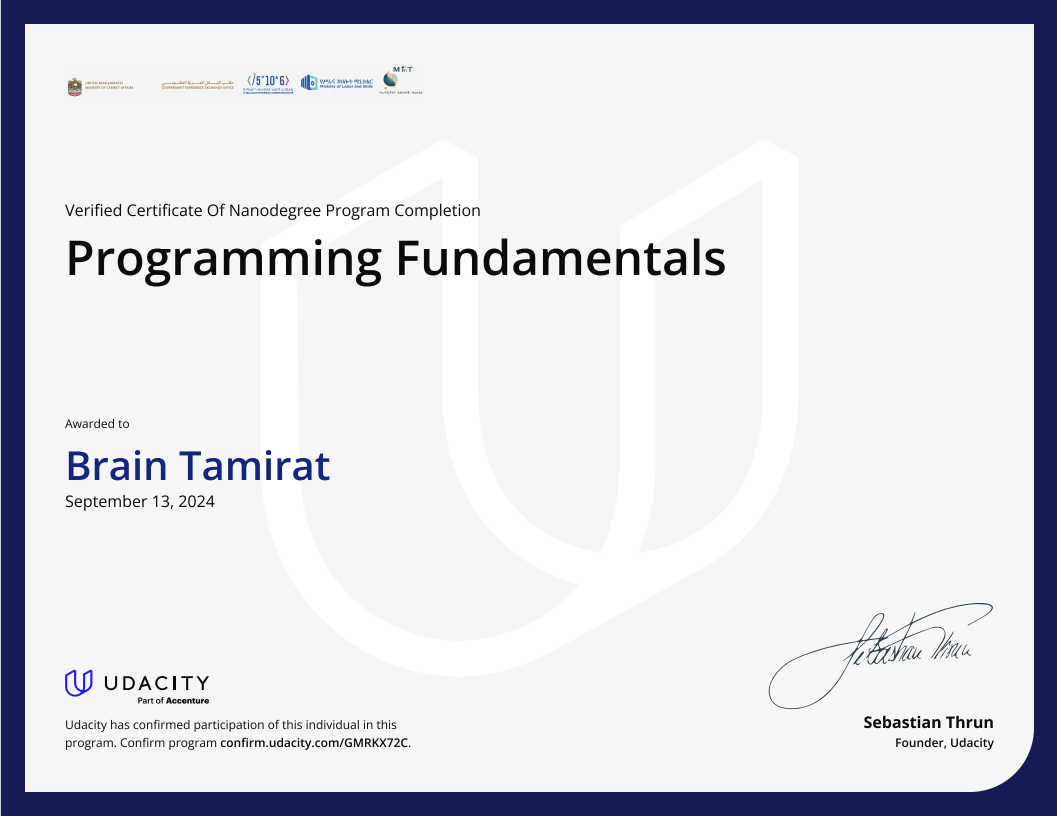 UNITED ARAB EMIRATES
MINISTRY OF CABINET AFFAIRS
GOVERNMENT EXPERIENCE EXCHANGE OFFICE
5*10^6
Ministry of Labor and Skills
Verified Certificate Of Nanodegree Program Completion
Programming Fundamentals
Awarded to
Brain Tamirat
September 13, 2024
UDACITY
Part of Accenture
Udacity has confirmed participation of this individual in this
program. Confirm program confirm.udacity.com/GMRKX72C.
Sebastian Thrun
Sebastian Thrun
Founder, Udacity